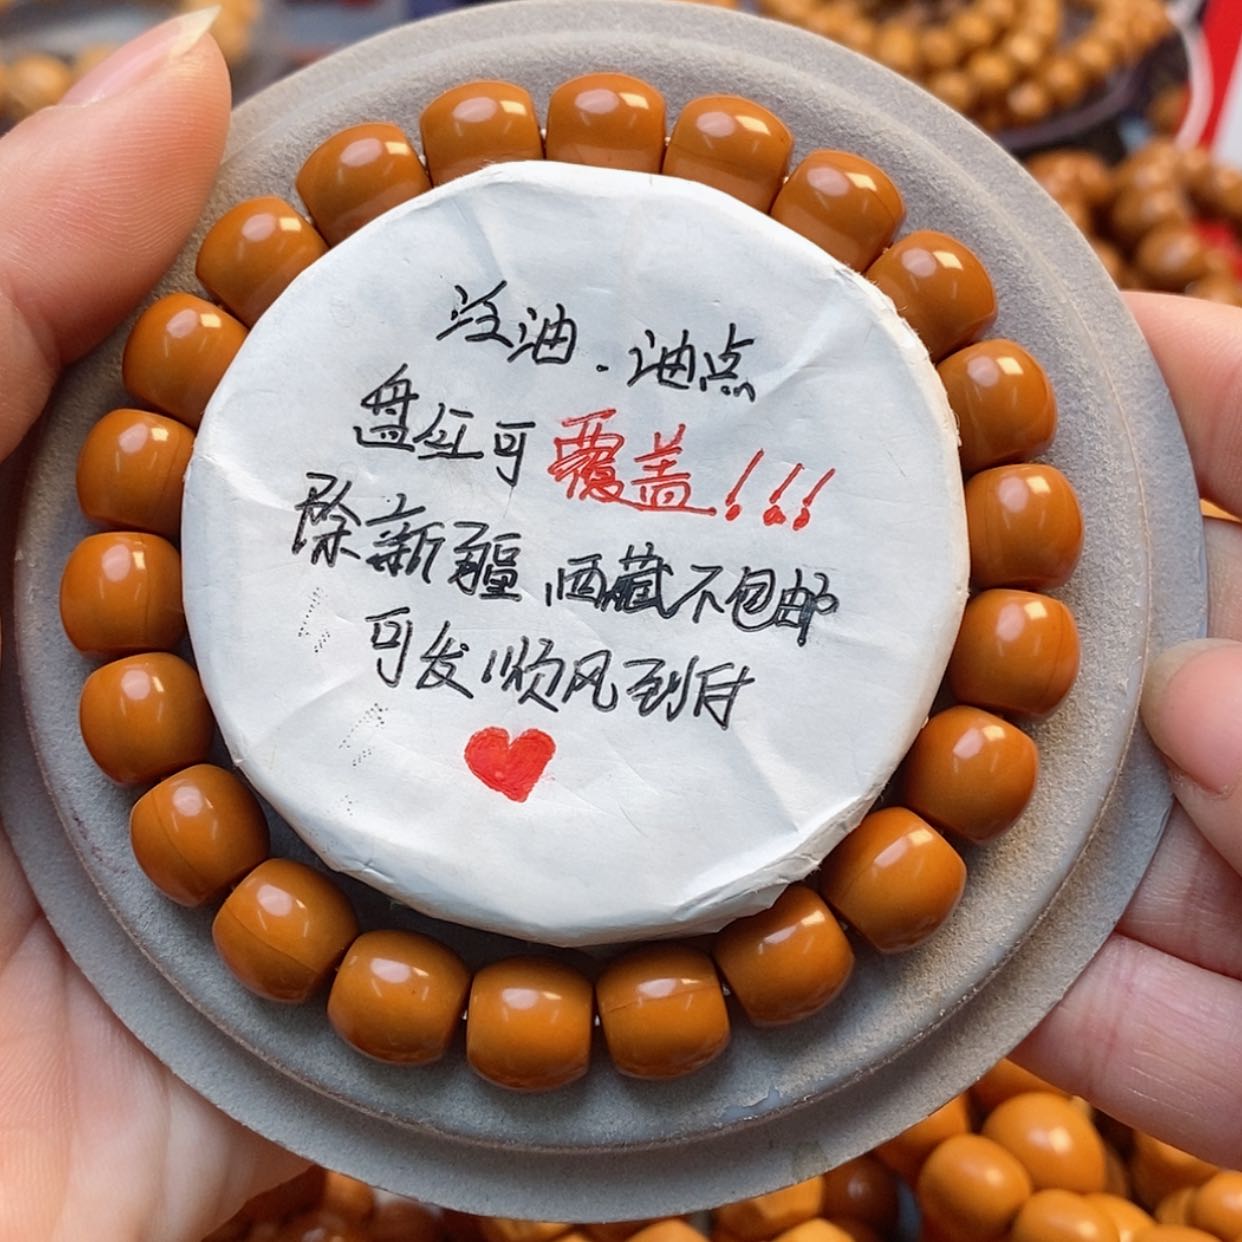 没油.油点
盘红可覆盖!!!
除新疆、西藏不包邮
可发顺风到付